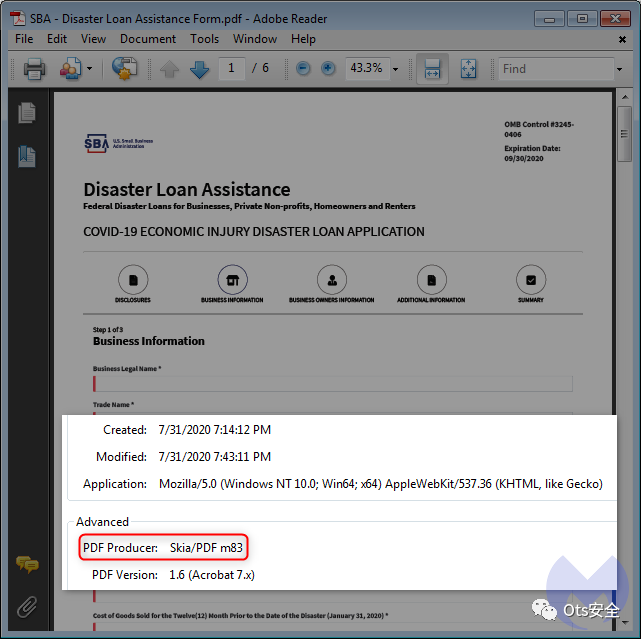 SBA - Disaster Loan Assistance Form.pdf - Adobe Reader
File Edit View Document Tools Window Help
1 / 6 43.3% Find
OMB Control #3245-
0406
Expiration Date:
09/30/2020
SBA U.S. Small Business
Administration
Disaster Loan Assistance
Federal Disaster Loans for Businesses, Private Non-profits, Homeowners and Renters
COVID-19 ECONOMIC INJURY DISASTER LOAN APPLICATION
DISCLOSURES BUSINESS INFORMATION BUSINESS OWNERS INFORMATION ADDITIONAL INFORMATION SUMMARY
Step 1 of 3
Business Information
Business Legal Name *
Trade Name *
Created: 7/31/2020 7:14:12 PM
Modified: 7/31/2020 7:43:11 PM
Application: Mozilla/5.0 (Windows NT 10.0; Win64; x64) AppleWebKit/537.36 (KHTML, like Gecko)
Advanced
PDF Producer: Skia/PDF m83
PDF Version: 1.6 (Acrobat 7.x)
Cost of Goods Sold for the Twelve(12) Month Prior to the Date of the Disaster (January 31, 2020) *
Ots安全